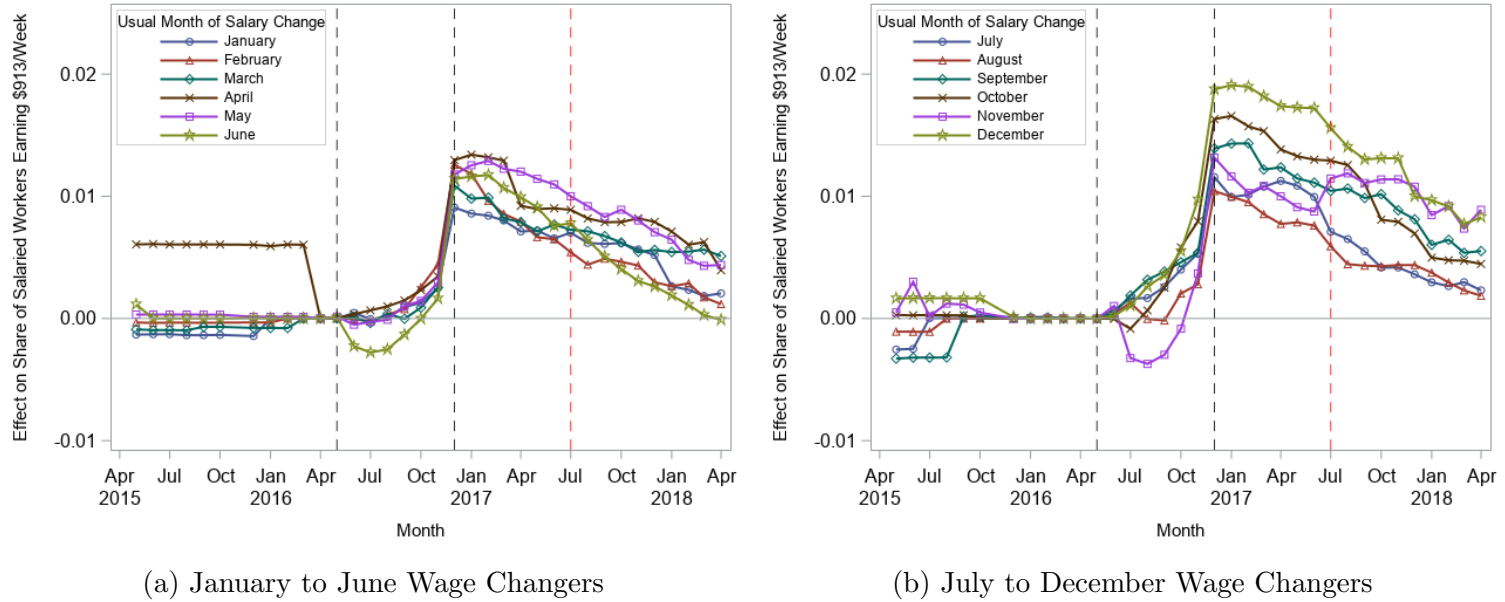 Effect on Share of Salaried Workers Earning $913/Week
Usual Month of Salary Change
January
February
March
April
May
June
0.02
0.01
0.00
-0.01
Apr Jul Oct Jan Apr Jul Oct Jan Apr Jul Oct Jan Apr
2015 2016 2017 2018
Month
(a) January to June Wage Changers
Effect on Share of Salaried Workers Earning $913/Week
Usual Month of Salary Change
July
August
September
October
November
December
0.02
0.01
0.00
-0.01
Apr Jul Oct Jan Apr Jul Oct Jan Apr Jul Oct Jan Apr
2015 2016 2017 2018
Month
(b) July to December Wage Changers